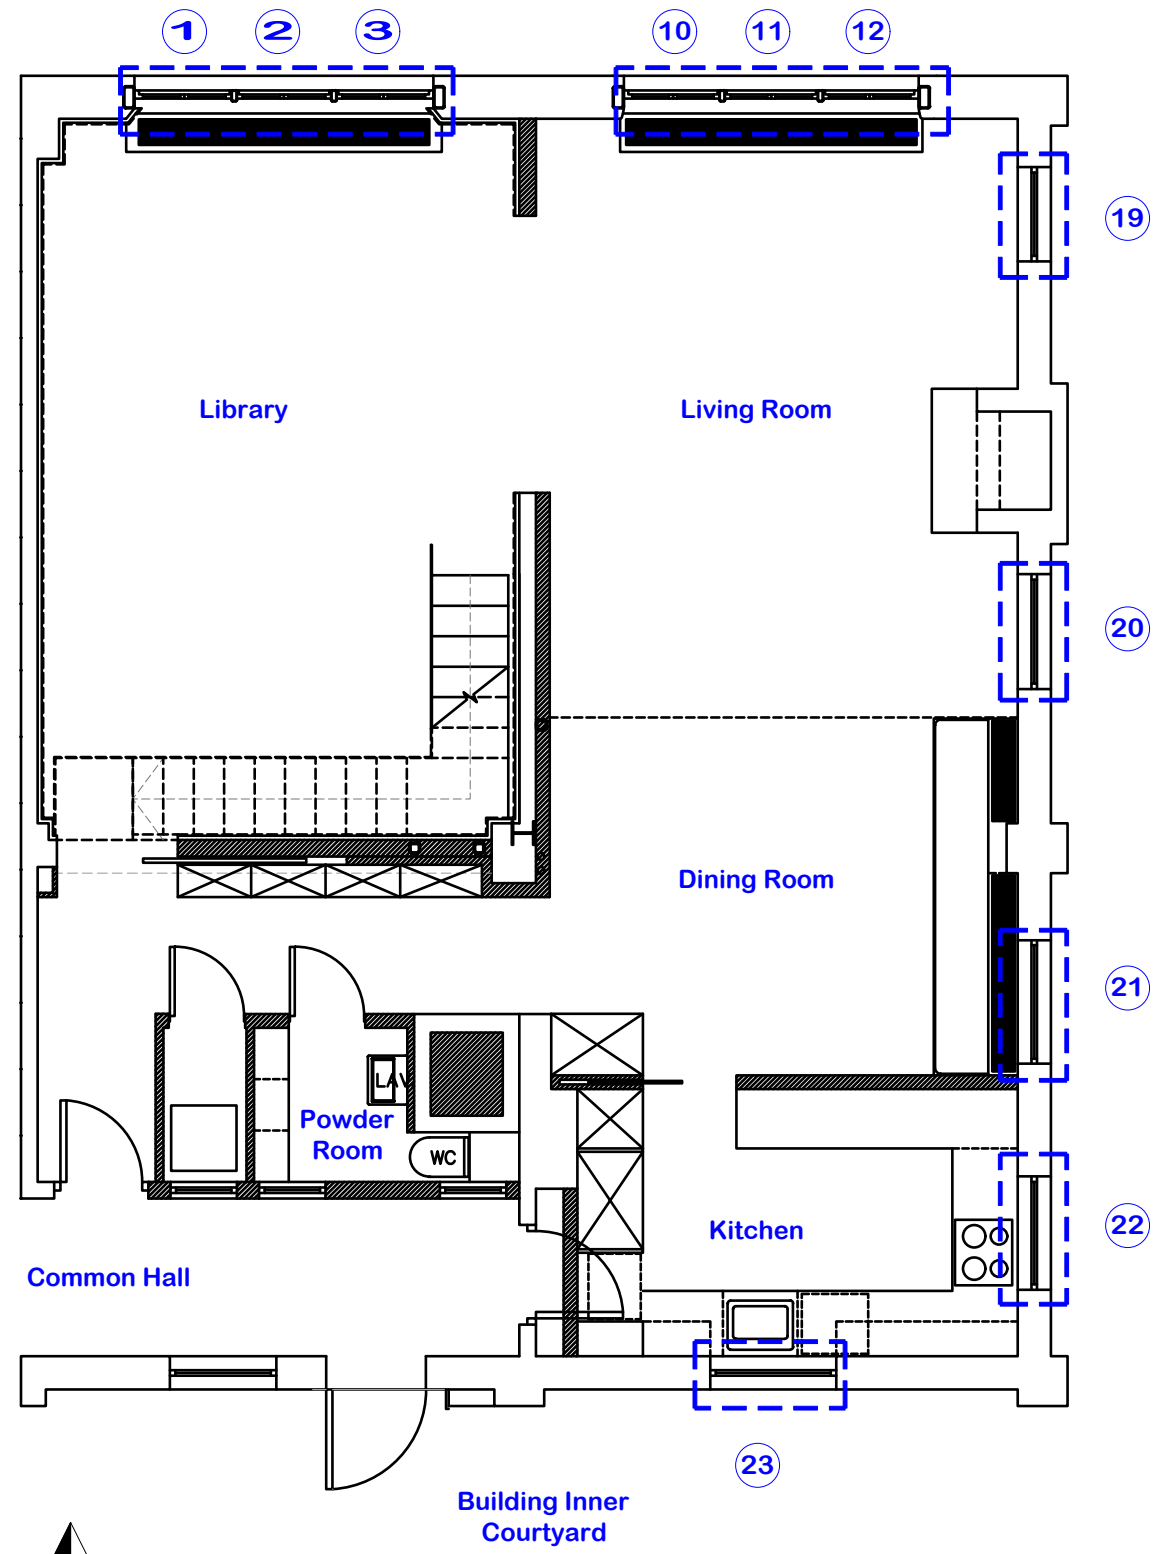 1 2 3 10 11 12
19
Library Living Room
20
Dining Room
21
LAV
Powder
Room
WC
22
Kitchen
Common Hall
23
Building Inner
Courtyard